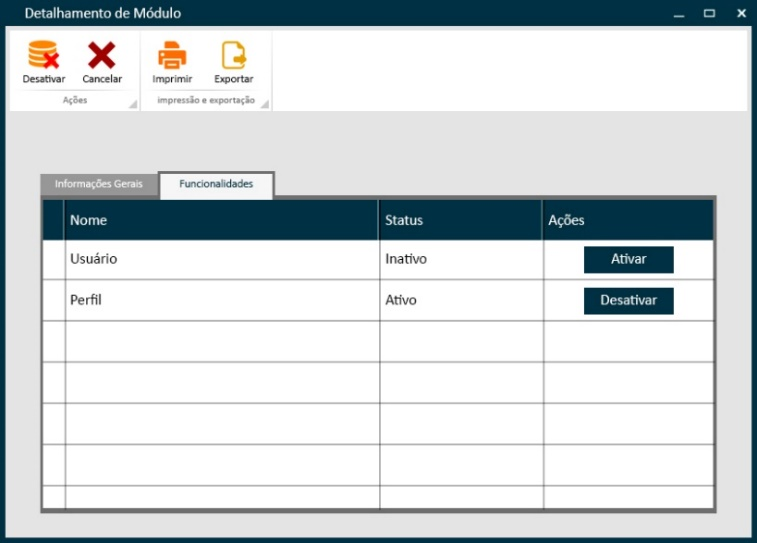 Detalhamento de Módulo
Desativar Cancelar Imprimir Exportar
Ações impressão e exportação
Informações Gerais Funcionalidades
Nome Status Ações
Usuário Inativo Ativar
Perfil Ativo Desativar